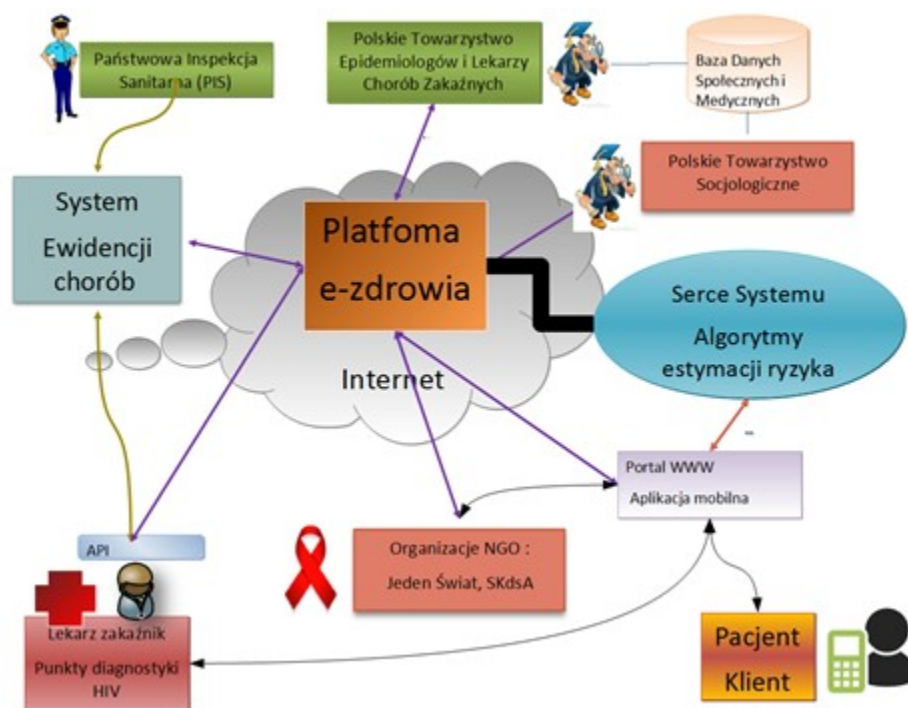 Państwowa Inspekcja
Sanitarna (PIS)
Polskie Towarzystwo
Epidemiologów i Lekarzy
Chorób Zakaźnych
Baza Danych
Społecznych i
Medycznych
Polskie Towarzystwo
Socjologiczne
System
Ewidencji
chorób
Platfoma
e-zdrowia
Serce Systemu
Algorytmy
estymacji ryzyka
Internet
Portal WWW
Aplikacja mobilna
API
Organizacje NGO :
Jeden Świat, SKdsA
Lekarz zakaźnik
Punkty diagnostyki
HIV
Pacjent
Klient